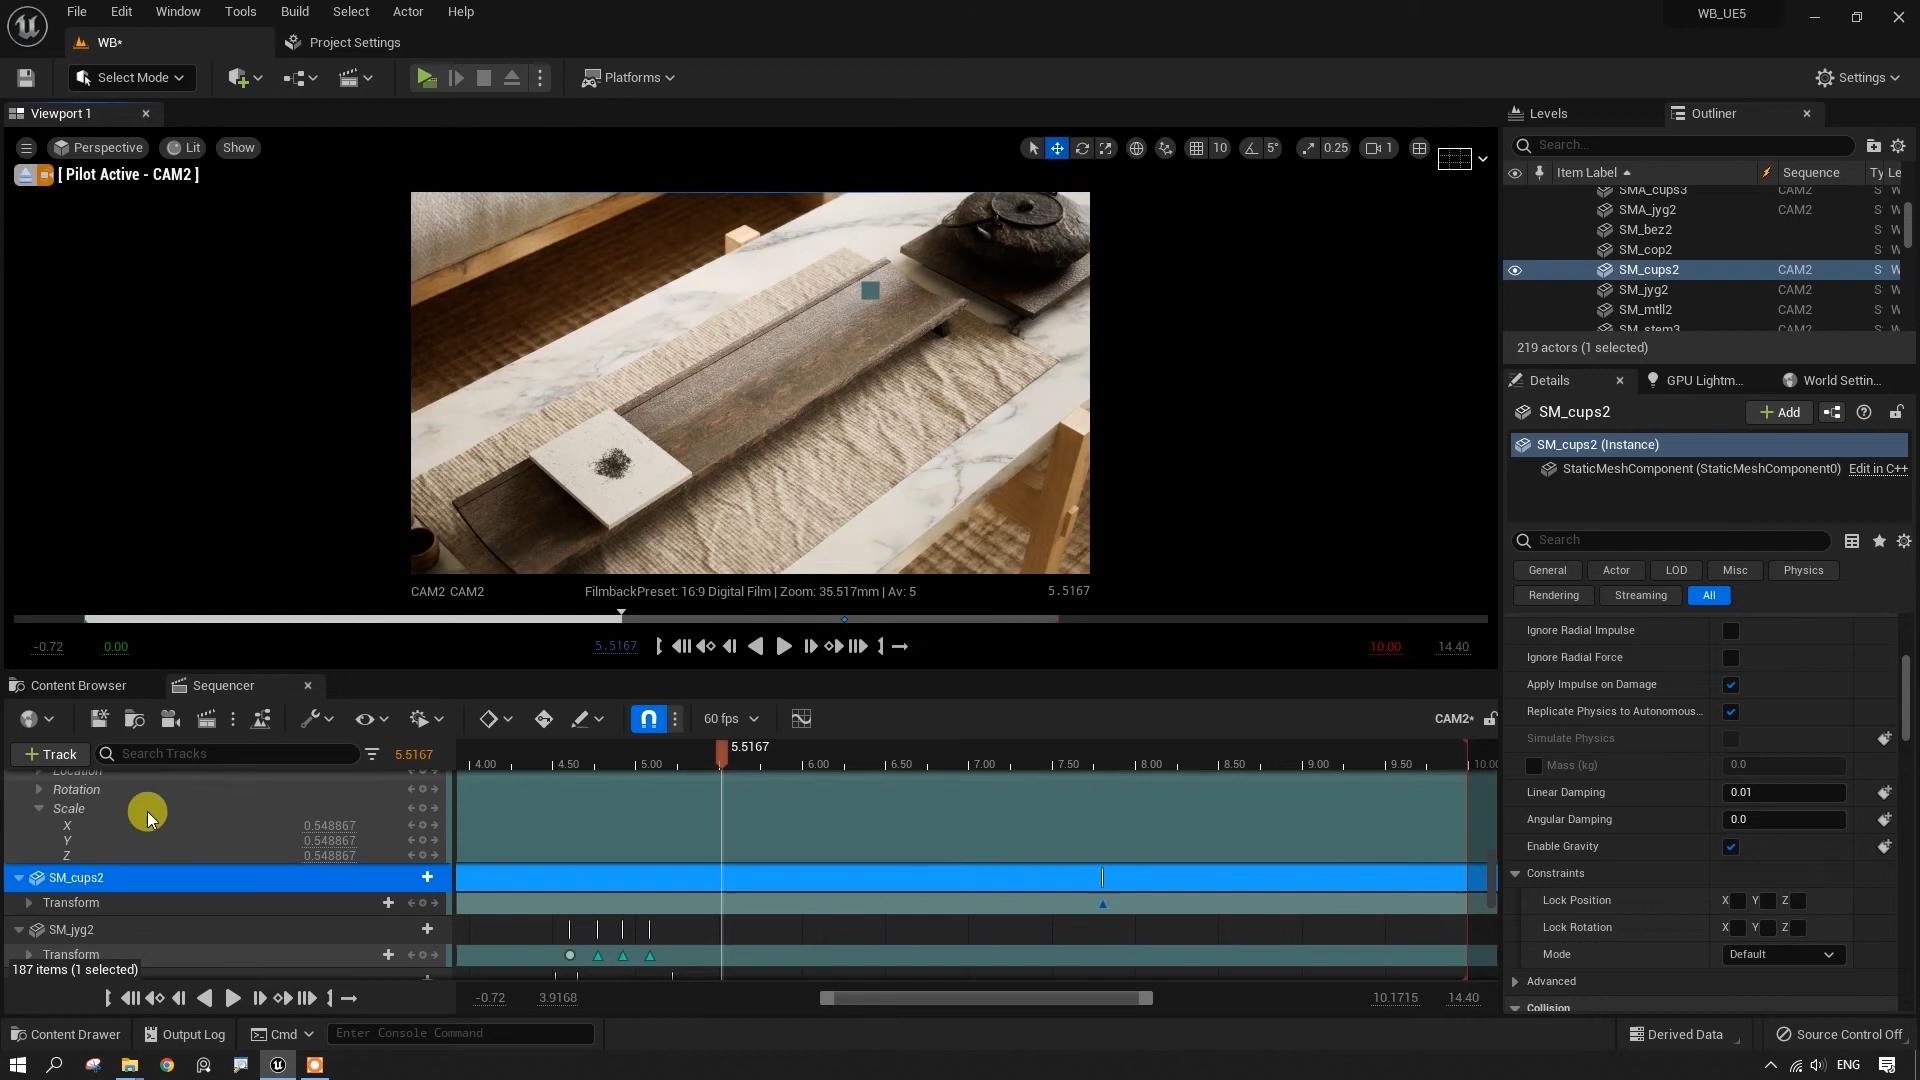 File Edit Window Tools Build Select Actor Help WB_UE5
WB* Project Settings
Select Mode Platforms Settings
Viewport 1 Levels Outliner
Perspective Lit Show 10 5° 0.25 1 Search...
[ Pilot Active - CAM2 ] Item Label Sequence Ty Le
SMA_cups3 CAM2 S W
SMA_jyg2 CAM2 S W
SM_bez2 S W
SM_cop2 S W
SM_cups2 CAM2 S W
SM_jyg2 CAM2 S W
SM_mtll2 CAM2 S W
SM_stem3 CAM2 S W
219 actors (1 selected)
Details GPU Lightm... World Settin...
SM_cups2 Add
SM_cups2 (Instance)
StaticMeshComponent (StaticMeshComponent0) Edit in C++
Search
General Actor LOD Misc Physics
Rendering Streaming All
CAM2 CAM2 FilmbackPreset: 16:9 Digital Film | Zoom: 35.517mm | Av: 5 5.5167
-0.72 0.00 5.5167 10.00 14.40
Ignore Radial Impulse
Ignore Radial Force
Apply Impulse on Damage
Replicate Physics to Autonomous...
Simulate Physics
Mass (kg) 0.0
Linear Damping 0.01
Angular Damping 0.0
Enable Gravity
Constraints
Lock Position X Y Z
Lock Rotation X Y Z
Mode Default
Advanced
Collision
Content Browser Sequencer
60 fps CAM2*
Track Search Tracks 5.5167 5.5167
4.00 4.50 5.00 6.00 6.50 7.00 7.50 8.00 8.50 9.00 9.50 10.00
Location
Rotation
Scale
X 0.548867
Y 0.548867
Z 0.548867
SM_cups2
Transform
SM_jyg2
Transform
187 items (1 selected)
-0.72 3.9168 10.1715 14.40
Content Drawer Output Log Cmd Enter Console Command Derived Data Source Control Off
ENG